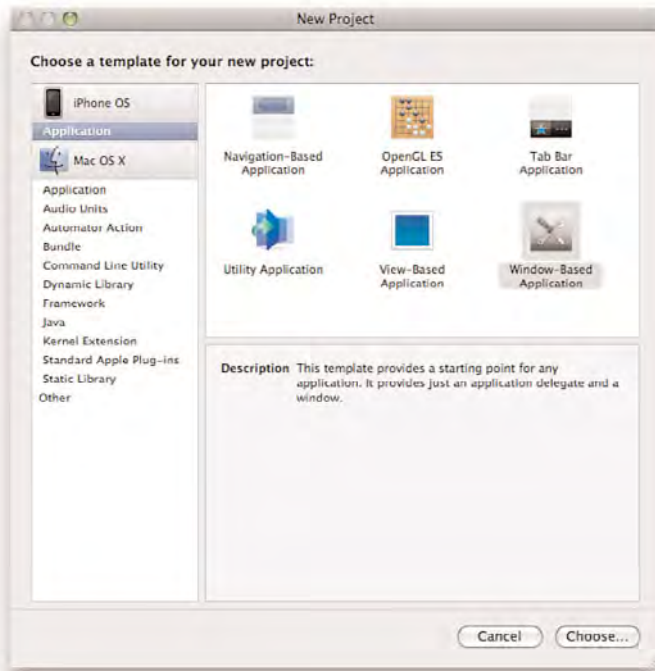 New Project
Choose a template for your new project:
iPhone OS
Application
Mac OS X
Application
Audio Units
Automator Action
Bundle
Command Line Utility
Dynamic Library
Framework
Java
Kernel Extension
Standard Apple Plug-ins
Static Library
Other
Navigation-Based
Application
OpenGL ES
Application
Tab Bar
Application
Utility Application
View-Based
Application
Window-Based
Application
Description This template provides a starting point for any
application. It provides just an application delegate and a
window.
Cancel
Choose...